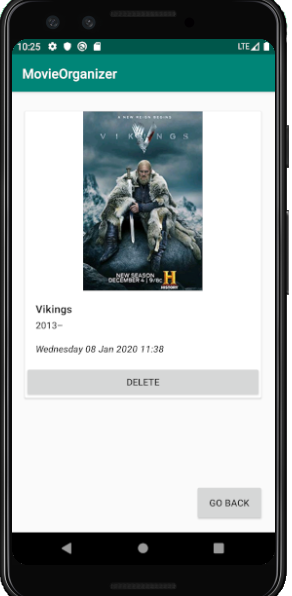 10:25
LTE
MovieOrganizer
A NEW REIGN BEGINS
VIKINGS
NEW SEASON
DECEMBER 4 | 9/8c
H
HISTORY
Vikings
2013–
Wednesday 08 Jan 2020 11:38
DELETE
GO BACK